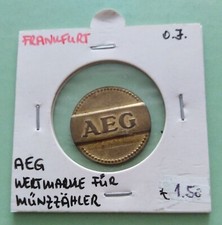 FRANKFURT
O.J.
AEG
AEG
WERTMARKE FÜR
MÜNZZÄHLER
€ 1.50